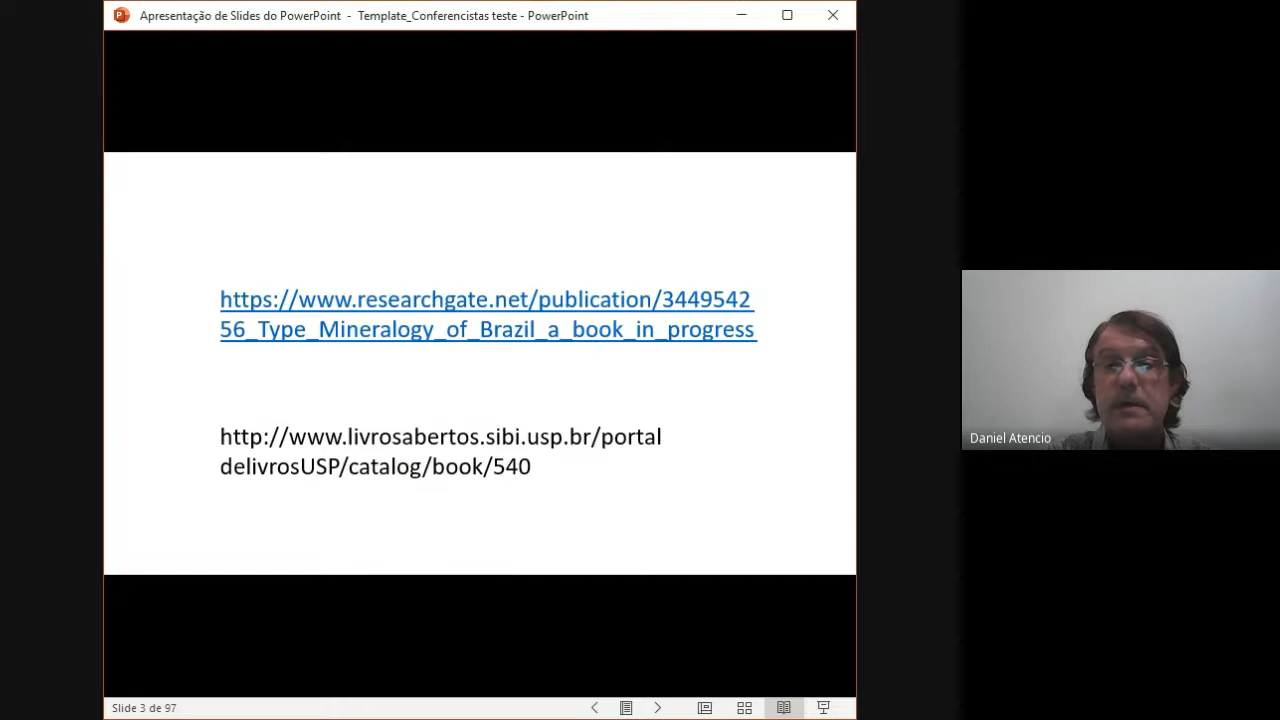 Apresentação de Slides do PowerPoint - Template_Conferencistas teste - PowerPoint
https://www.researchgate.net/publication/3449542
56_Type_Mineralogy_of_Brazil_a_book_in_progress
http://www.livrosabertos.sibi.usp.br/portal
delivrosUSP/catalog/book/540
Daniel Atencio
Slide 3 de 97